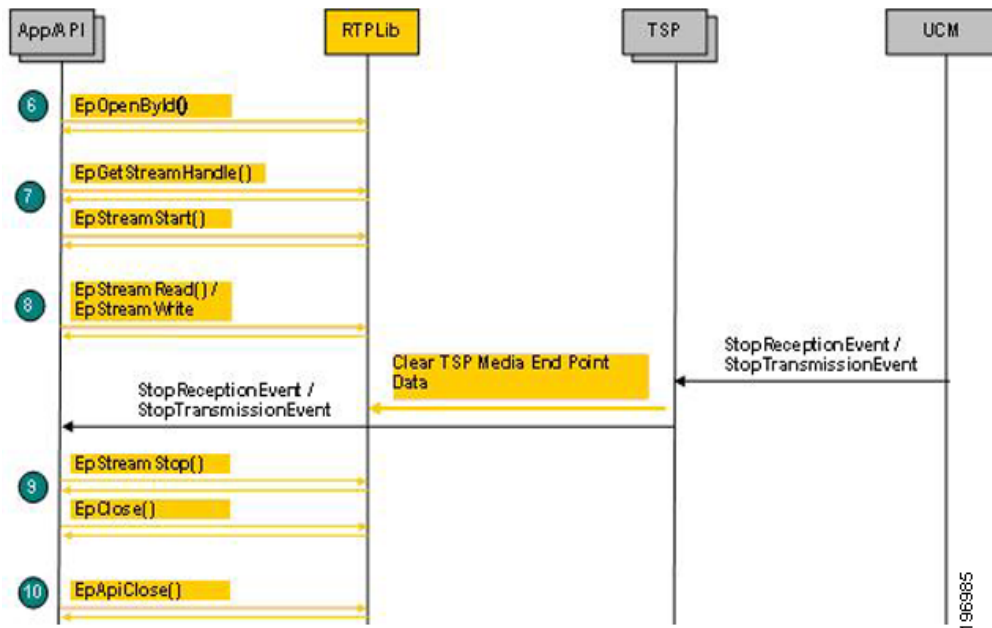 App/API
RTPLib
TSP
UCM
6
EpOpenById()
EpGetStreamHandle()
7
EpStreamStart()
8
EpStreamRead() /
EpStreamWrite
StopReceptionEvent /
StopTransmissionEvent
Clear TSP Media End Point
Data
StopReceptionEvent /
StopTransmissionEvent
EpStreamStop()
9
EpClose()
10
EpApiClose()
196985